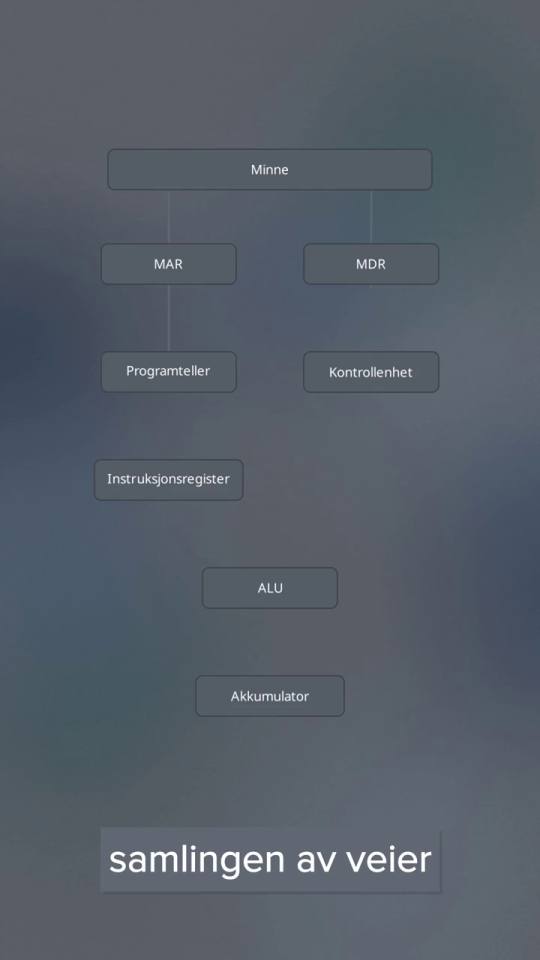 Minne
MAR
MDR
Programteller
Kontrollenhet
Instruksjonsregister
ALU
Akkumulator
samlingen av veier